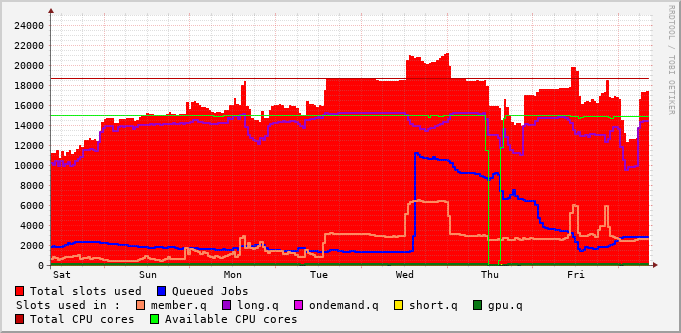 RRDTOOL / TOBI OETIKER
24000
22000
20000
18000
16000
14000
12000
10000
8000
6000
4000
2000
0
Sat Sun Mon Tue Wed Thu Fri
Total slots used Queued Jobs
Slots used in : member.q long.q ondemand.q short.q gpu.q
Total CPU cores Available CPU cores